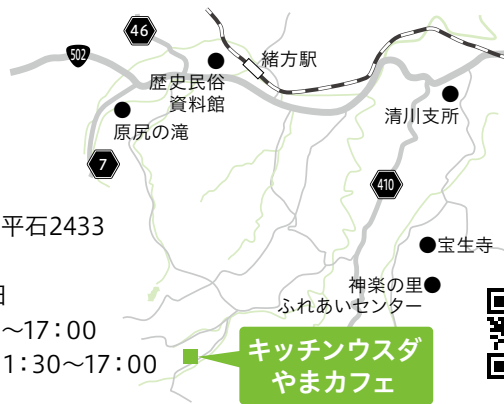 46
502
緒方駅
歴史民俗
資料館
清川支所
原尻の滝
7
410
平石2433
宝生寺
神楽の里
ふれあいセンター
～17：00
1：30～17：00
キッチンウスダ
やまカフェ